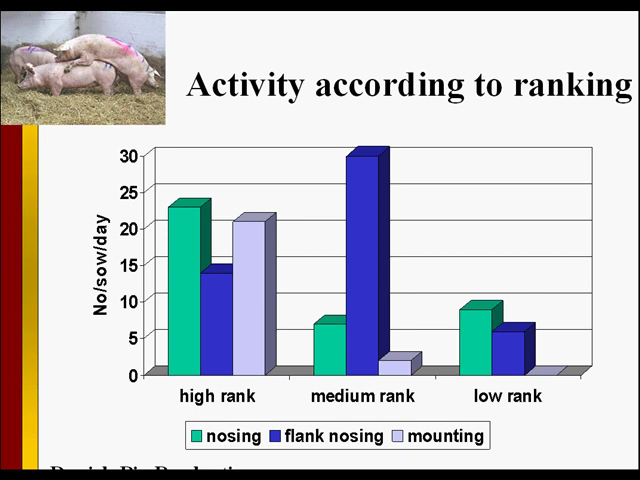 Activity according to ranking
No/sow/day
30
25
20
15
10
5
0
high rank medium rank low rank
nosing flank nosing mounting